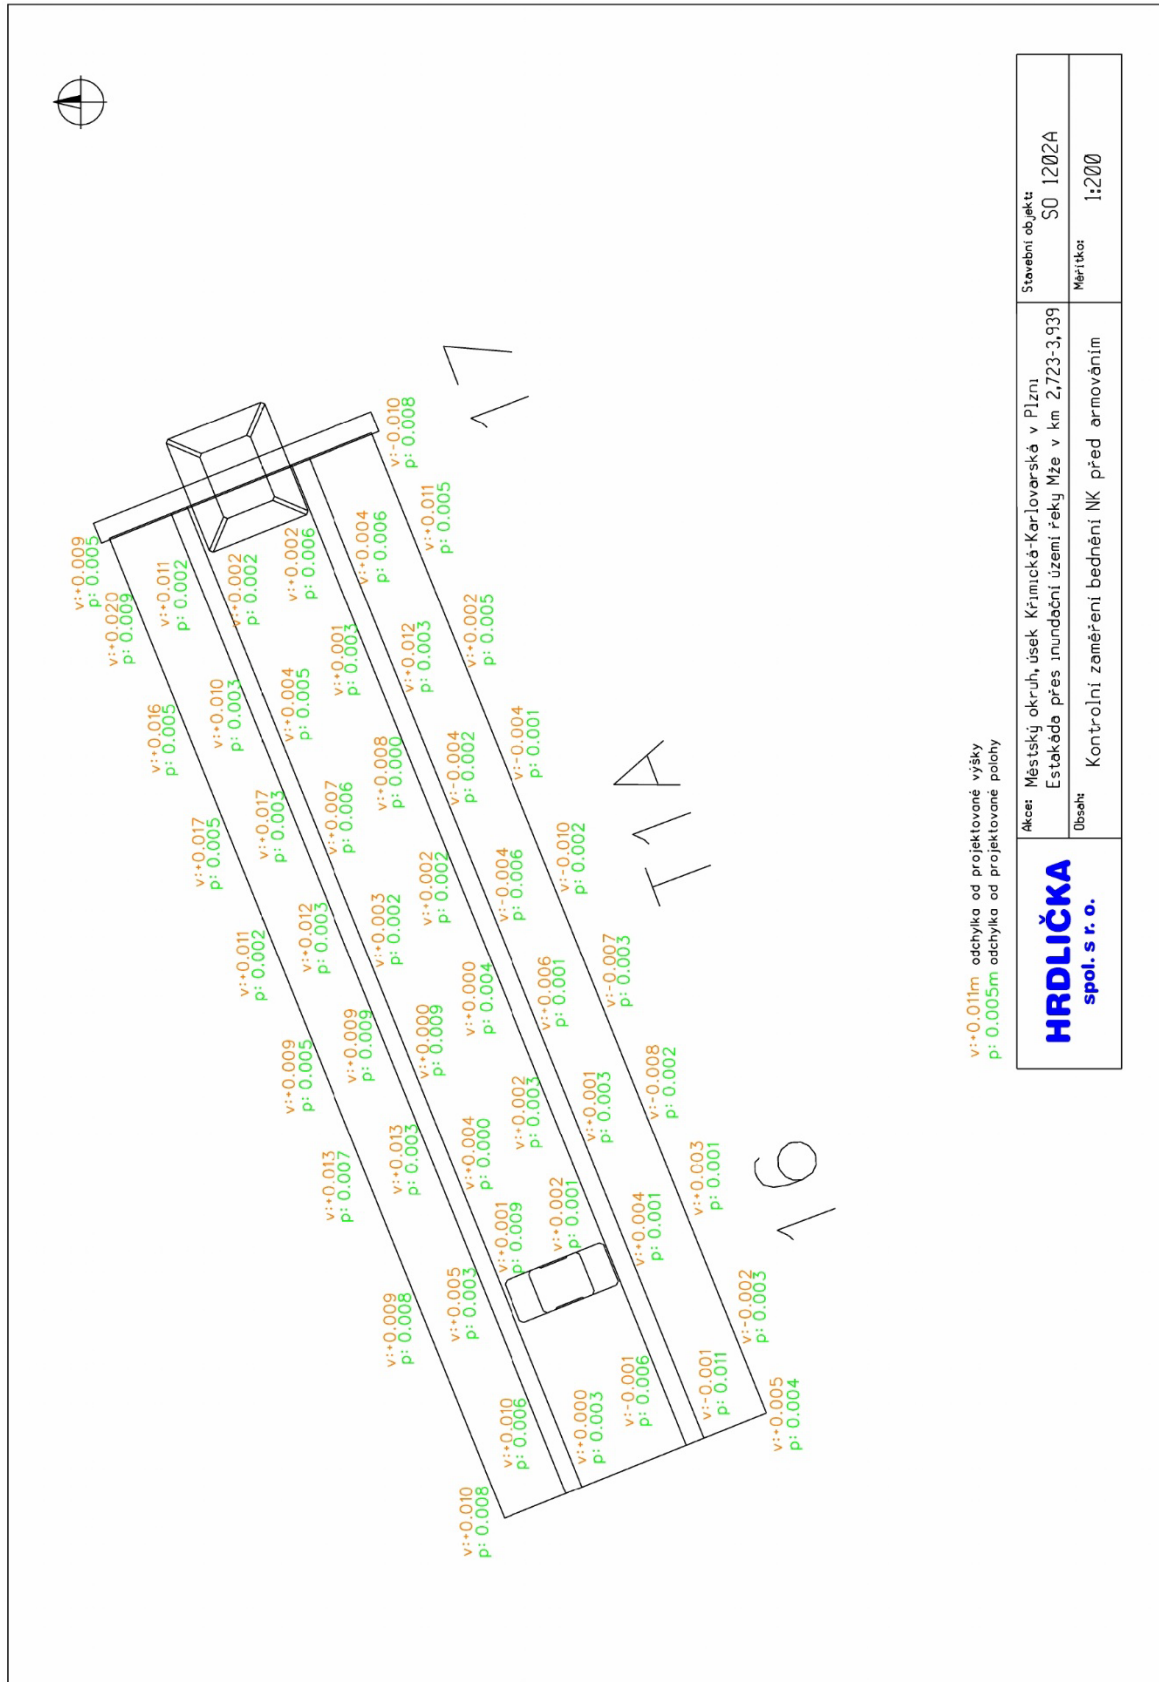 v:+0.009
p: 0.005
v:+0.020
p: 0.009
v:+0.016
p: 0.005
v:+0.017
p: 0.005
v:+0.011
p: 0.002
v:+0.009
p: 0.005
v:+0.013
p: 0.007
v:+0.009
p: 0.008
v:+0.010
p: 0.008
v:+0.011
p: 0.002
v:+0.010
p: 0.003
v:+0.017
p: 0.003
v:+0.012
p: 0.003
v:+0.009
p: 0.009
v:+0.013
p: 0.003
v:+0.005
p: 0.003
v:+0.010
p: 0.006
v:+0.002
p: 0.002
v:+0.004
p: 0.005
v:+0.007
p: 0.006
v:+0.003
p: 0.002
v:+0.000
p: 0.009
v:+0.004
p: 0.000
v:+0.001
p: 0.009
v:+0.000
p: 0.003
v:+0.002
p: 0.006
v:+0.001
p: 0.003
v:+0.008
p: 0.000
v:+0.002
p: 0.002
v:+0.000
p: 0.004
v:+0.002
p: 0.003
v:+0.002
p: 0.001
v:-0.001
p: 0.006
v:+0.004
p: 0.006
v:+0.012
p: 0.003
v:-0.004
p: 0.002
v:-0.004
p: 0.006
v:+0.006
p: 0.001
v:+0.001
p: 0.003
v:+0.004
p: 0.001
v:-0.001
p: 0.011
v:-0.010
p: 0.008
v:+0.011
p: 0.005
v:+0.002
p: 0.005
v:-0.004
p: 0.001
v:-0.010
p: 0.002
v:-0.007
p: 0.003
v:-0.008
p: 0.002
v:+0.003
p: 0.001
v:-0.002
p: 0.003
v:+0.005
p: 0.004
17
T1A
16
v:+0.011m odchylka od projektované výšky
p: 0.005m odchylka od projektované polohy
HRDLIČKA
spol. s r. o.
Akce: Městský okruh, úsek Křimická-Karlovarská v Plzni
Estakáda přes inundační území řeky Mže v km 2,723-3,939
Stavební objekt:
SO 1202A
Obsah:
Kontrolní zaměření bednění NK před armováním
Měřítko:
1:200